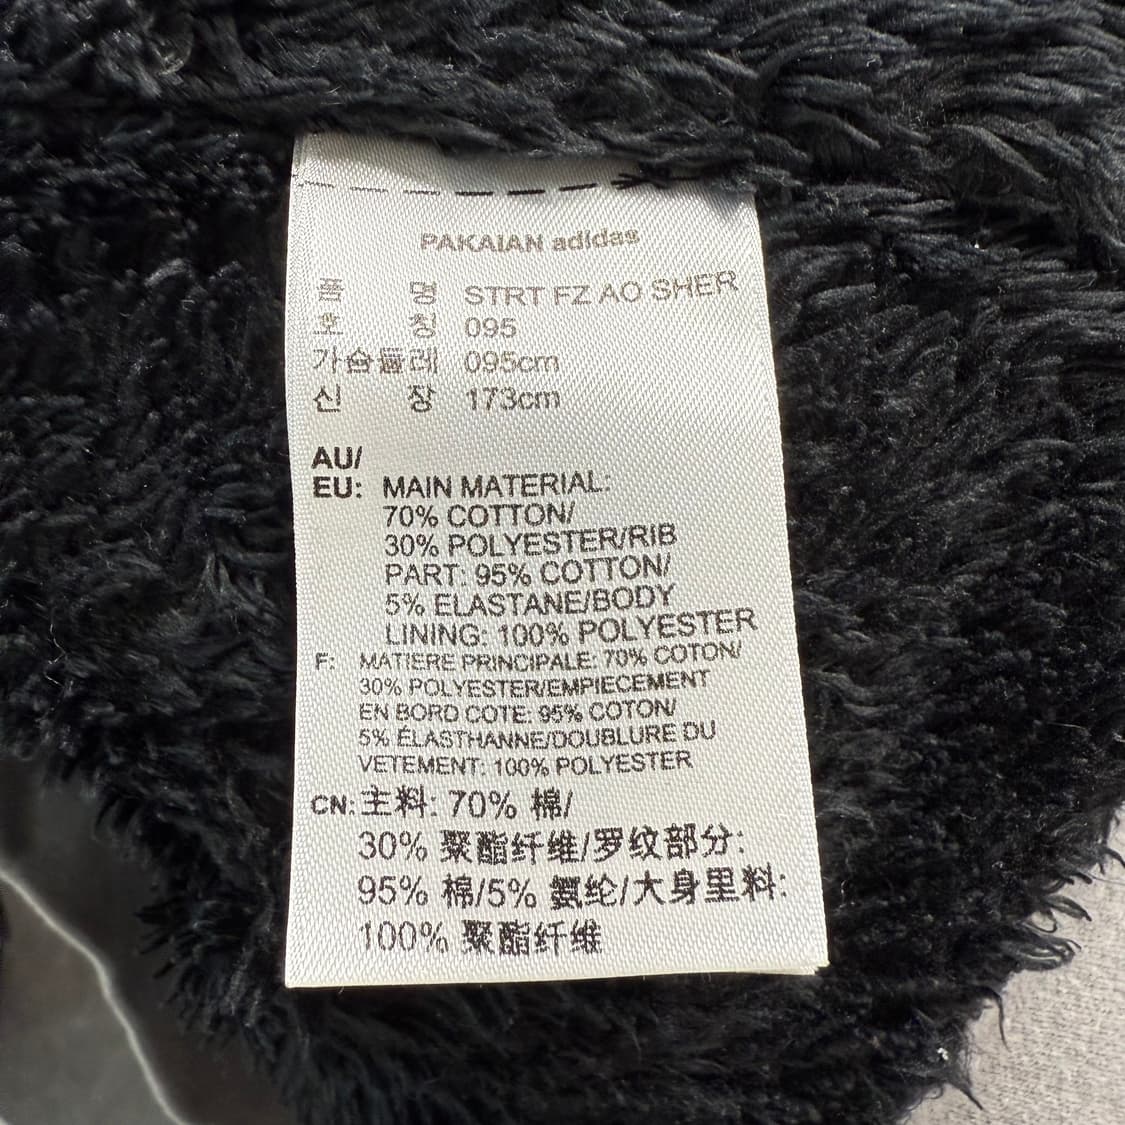 PAKAIAN adidas
품 명 STRT FZ AO SHER
호 칭 095
가슴둘레 095cm
신 장 173cm
AU/
EU: MAIN MATERIAL:
70% COTTON/
30% POLYESTER/RIB
PART: 95% COTTON/
5% ELASTANE/BODY
LINING: 100% POLYESTER
F: MATIERE PRINCIPALE: 70% COTON/
30% POLYESTER/EMPIECEMENT
EN BORD COTE: 95% COTON/
5% ÉLASTHANNE/DOUBLURE DU
VETEMENT: 100% POLYESTER
CN: 主料: 70% 棉/
30% 聚酯纤维/罗纹部分:
95% 棉/5% 氨纶/大身里料:
100% 聚酯纤维